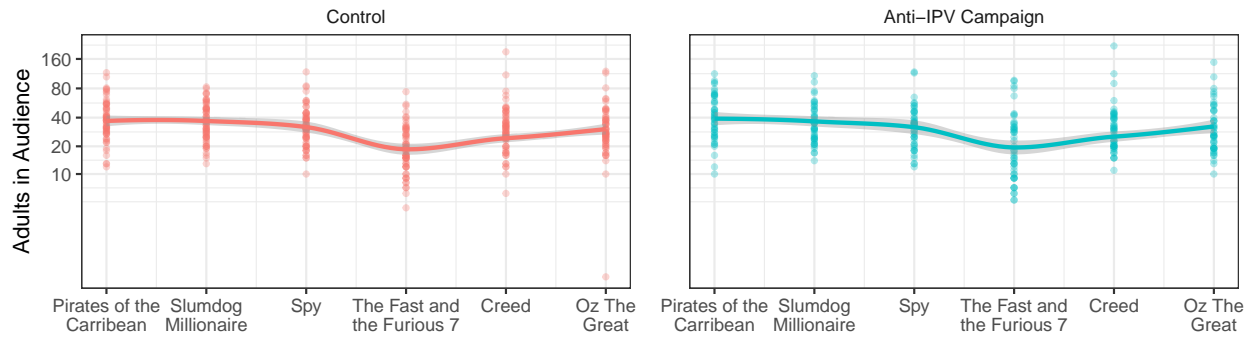 Control
Anti−IPV Campaign
Adults in Audience
160
80
40
20
10
Pirates of the
Carribean
Slumdog
Millionaire
Spy
The Fast and
the Furious 7
Creed
Oz The
Great
Pirates of the
Carribean
Slumdog
Millionaire
Spy
The Fast and
the Furious 7
Creed
Oz The
Great